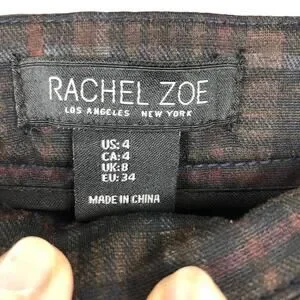 RACHEL ZOE
LOS ANGELES NEW YORK
US: 4
CA: 4
UK: 8
EU: 34
MADE IN CHINA